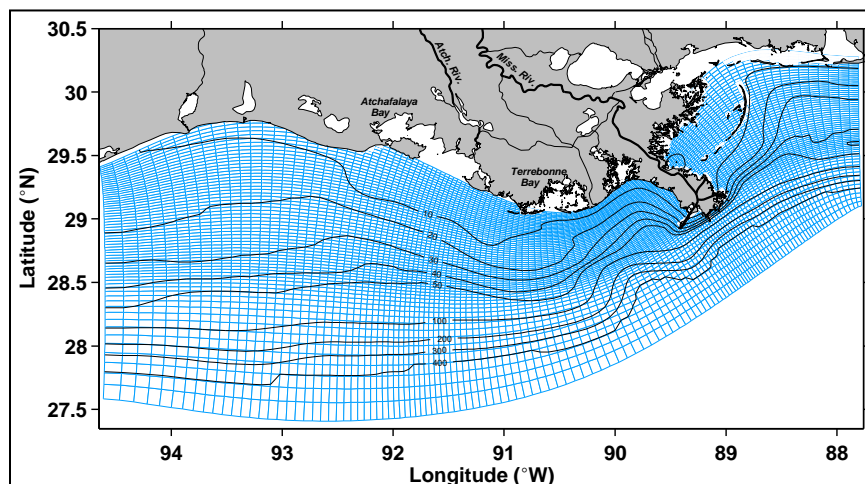 30.5
30
29.5
29
28.5
28
27.5
Latitude (°N)
Atch. Riv.
Miss. Riv.
Atchafalaya
Bay
Terrebonne
Bay
10
20
30
40
50
100
200
300
400
94
93
92
91
90
89
88
Longitude (°W)